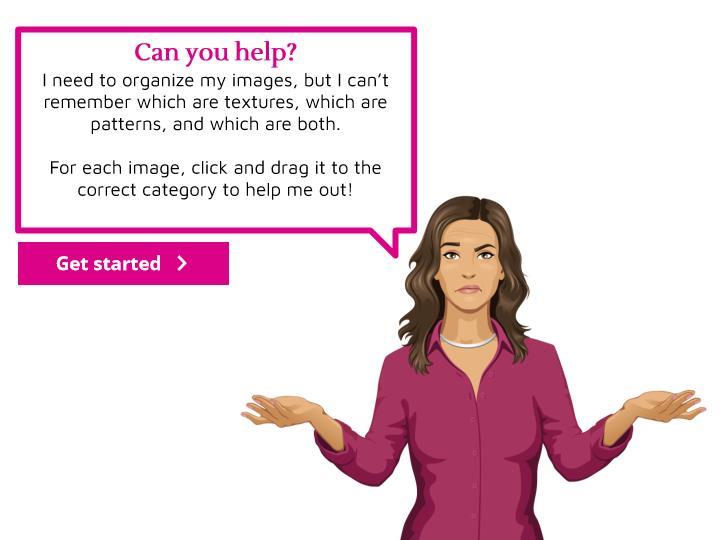 Can you help?
I need to organize my images, but I can’t
remember which are textures, which are
patterns, and which are both.
For each image, click and drag it to the
correct category to help me out!
Get started